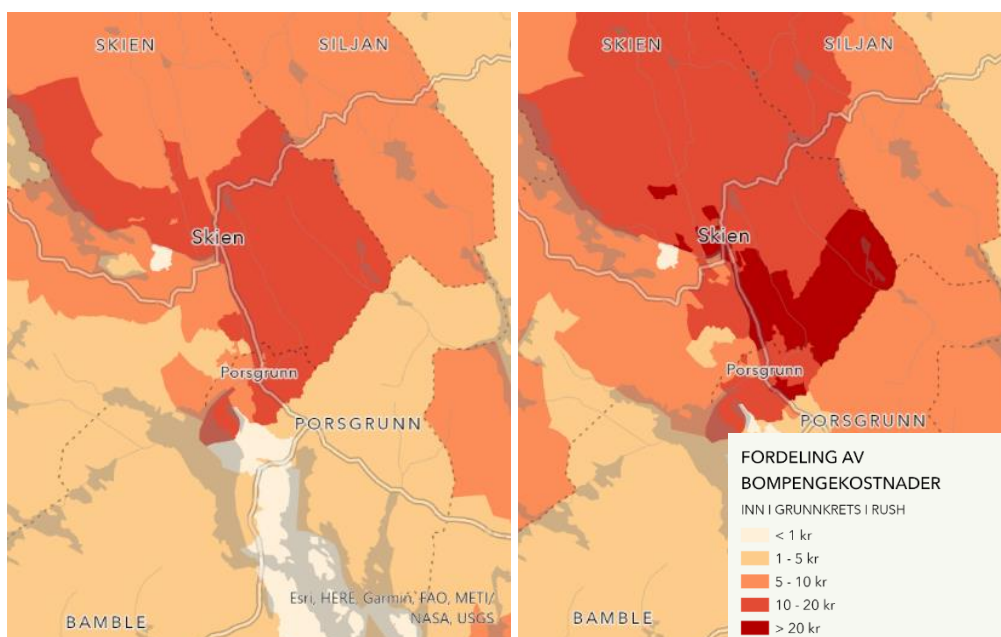 SKIEN
SILJAN
Skien
Porsgrunn
PORSGRUNN
Esri, HERE, Garmin, FAO, METI/
NASA, USGS
BAMBLE
SKIEN
SILJAN
Skien
Porsgrunn
PORSGRUNN
BAMBLE
FORDELING AV
BOMPENGEKOSTNADER
INN I GRUNNKRETS I RUSH
< 1 kr
1 - 5 kr
5 - 10 kr
10 - 20 kr
> 20 kr